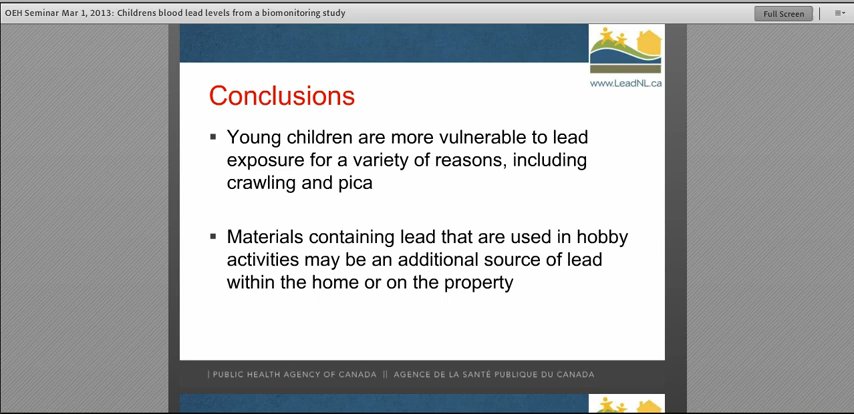 OEH Seminar Mar 1, 2013: Childrens blood lead levels from a biomonitoring study
Full Screen
www.LeadNL.ca
Conclusions
Young children are more vulnerable to lead
exposure for a variety of reasons, including
crawling and pica
Materials containing lead that are used in hobby
activities may be an additional source of lead
within the home or on the property
PUBLIC HEALTH AGENCY OF CANADA || AGENCE DE LA SANTÉ PUBLIQUE DU CANADA